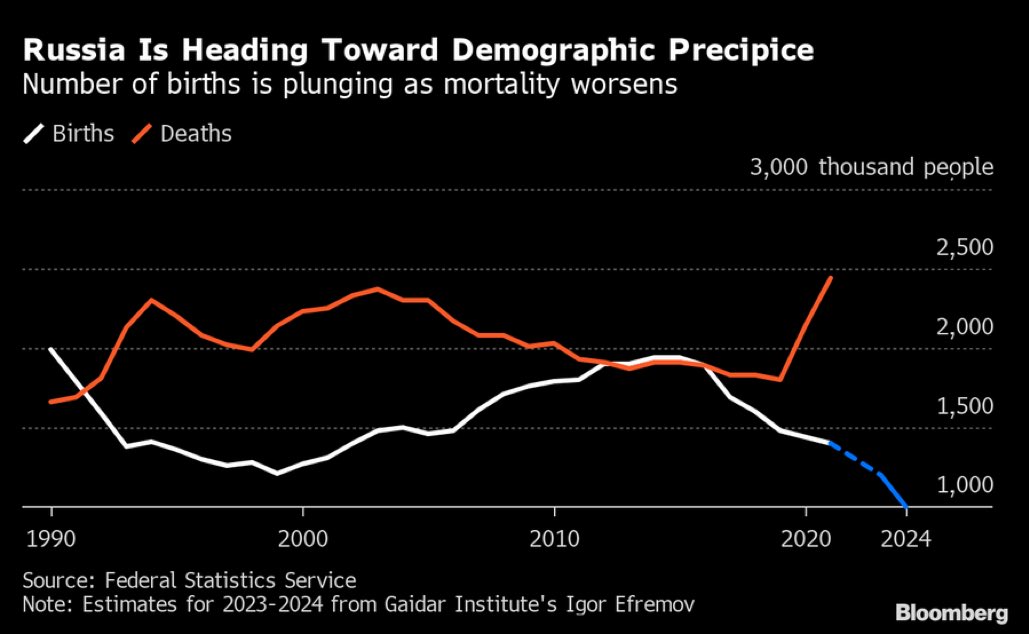 Russia Is Heading Toward Demographic Precipice
Number of births is plunging as mortality worsens
Births Deaths
3,000 thousand people
2,500
2,000
1,500
1,000
1990 2000 2010 2020 2024
Source: Federal Statistics Service
Note: Estimates for 2023-2024 from Gaidar Institute's Igor Efremov
Bloomberg